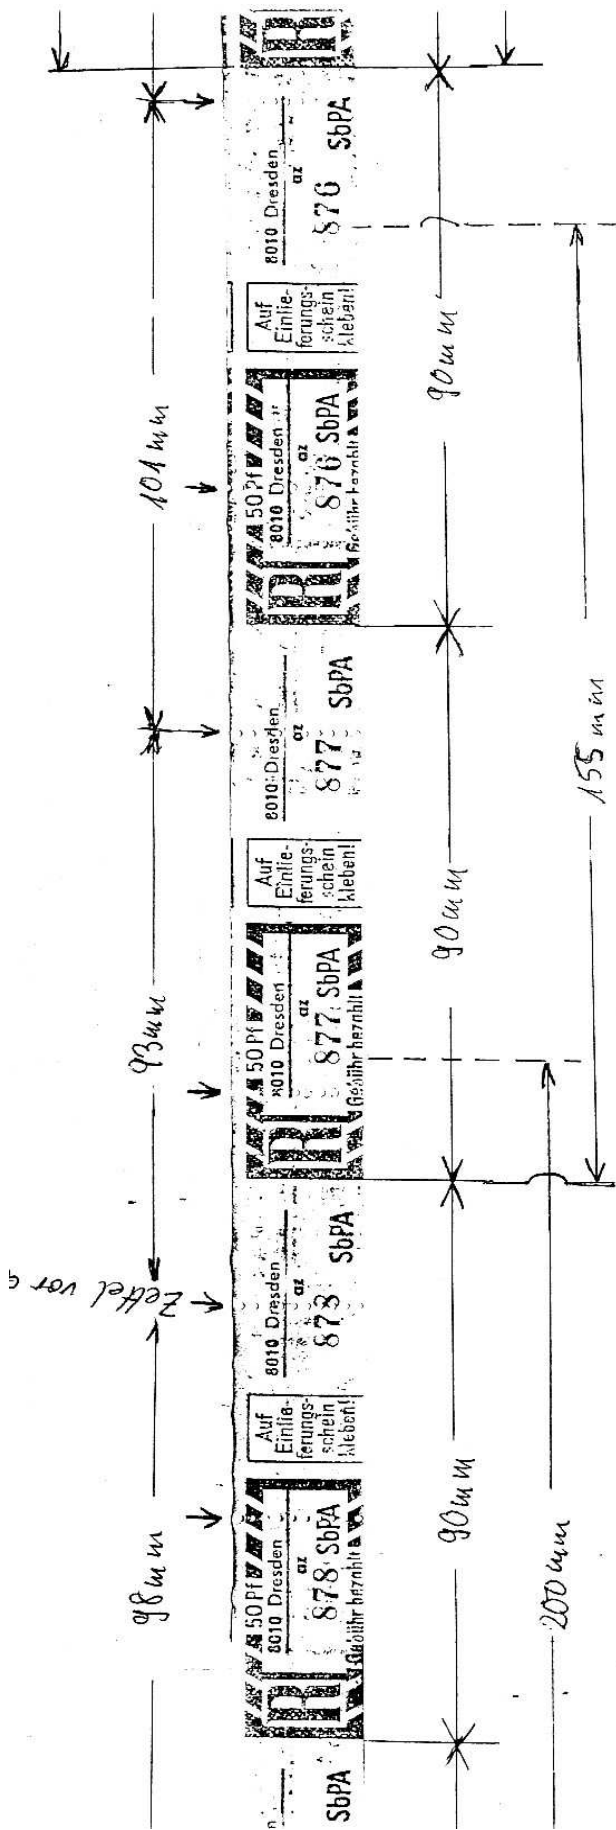 R
8010 Dresden
az
876 SbPA
Auf
Einlie-
ferungs-
schein
kleben!
50 Pf
R 8010 Dresden
az
876 SbPA
Gebühr bezahlt
8010 Dresden
az
877 SbPA
Auf
Einlie-
ferungs-
schein
kleben!
50 Pf
R 8010 Dresden
az
877 SbPA
Gebühr bezahlt
8010 Dresden
az
878 SbPA
Auf
Einlie-
ferungs-
schein
kleben!
50 Pf
R 8010 Dresden
az
878 SbPA
Gebühr bezahlt
SbPA
101 mm
93 mm
Zettel vor
98 mm
90 mm
90 mm
90 mm
155 mm
200 mm